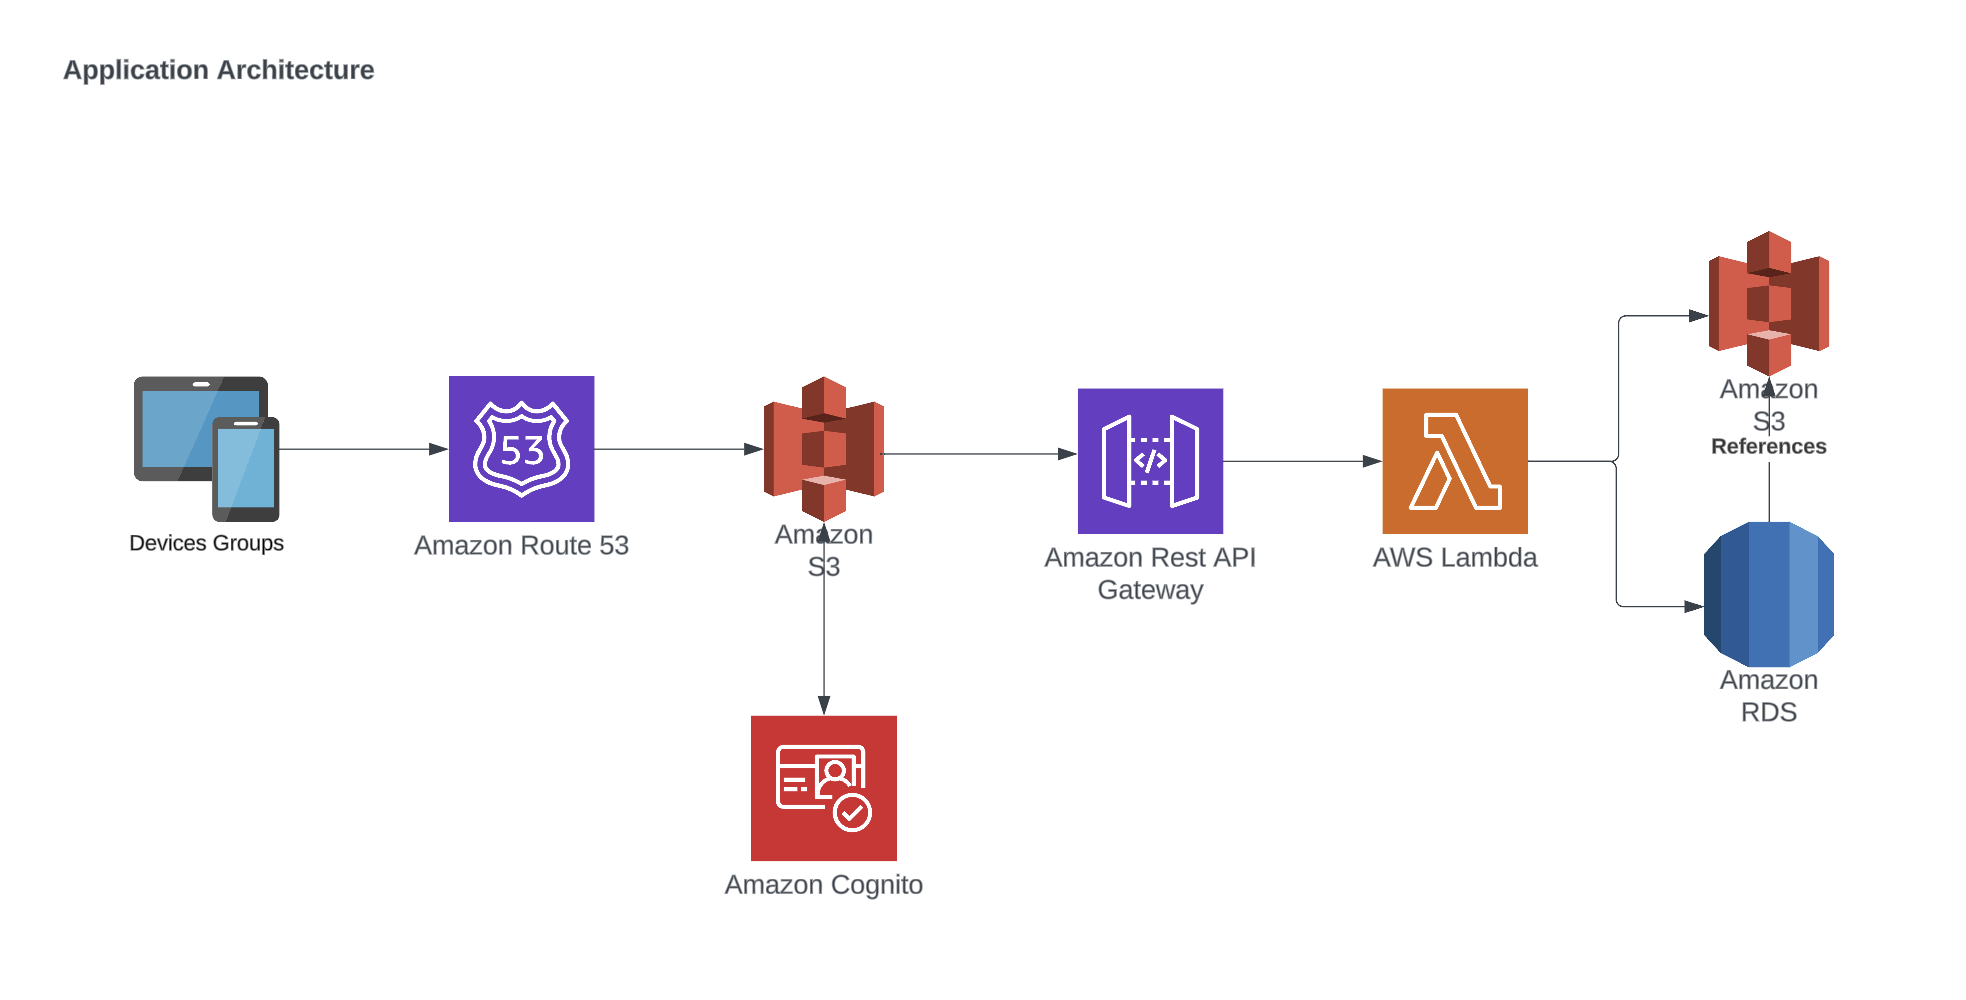 Application Architecture
Amazon
S3
References
53
Devices Groups
Amazon Route 53
Amazon
S3
</>
Amazon Rest API
Gateway
AWS Lambda
Amazon
RDS
Amazon Cognito